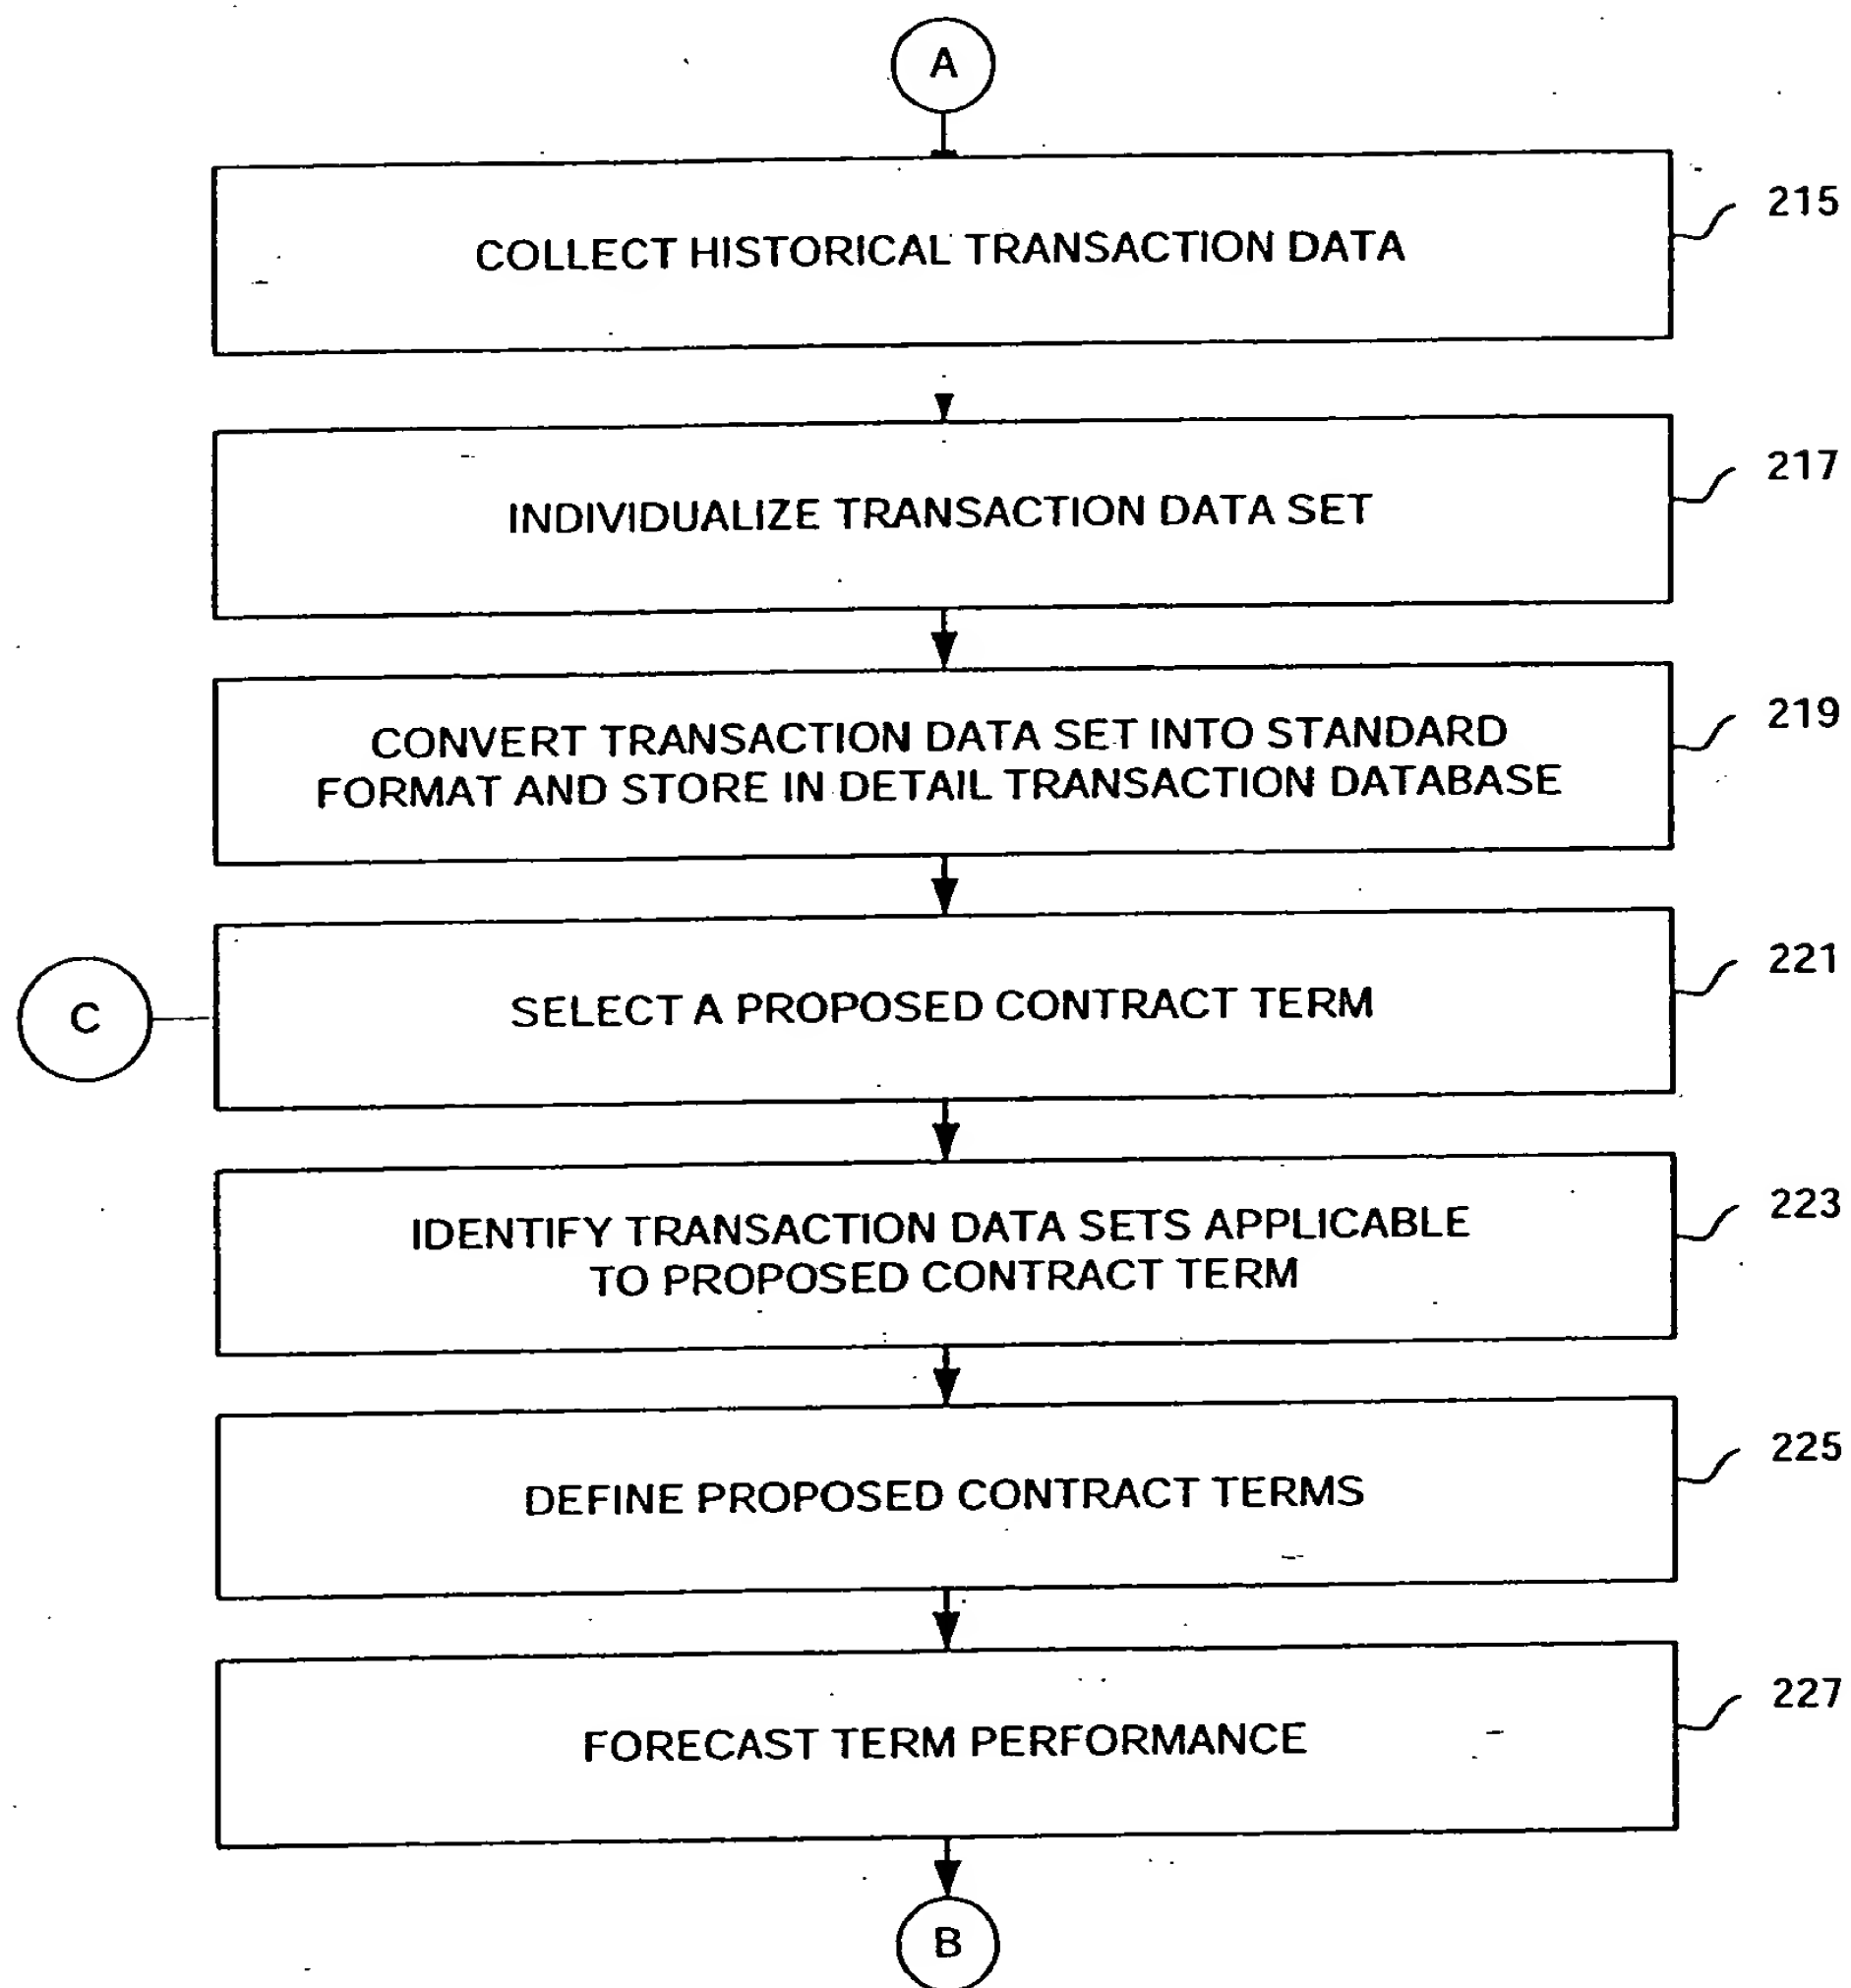 A
COLLECT HISTORICAL TRANSACTION DATA
215
INDIVIDUALIZE TRANSACTION DATA SET
217
CONVERT TRANSACTION DATA SET INTO STANDARD
FORMAT AND STORE IN DETAIL TRANSACTION DATABASE
219
C
SELECT A PROPOSED CONTRACT TERM
221
IDENTIFY TRANSACTION DATA SETS APPLICABLE
TO PROPOSED CONTRACT TERM
223
DEFINE PROPOSED CONTRACT TERMS
225
FORECAST TERM PERFORMANCE
227
B